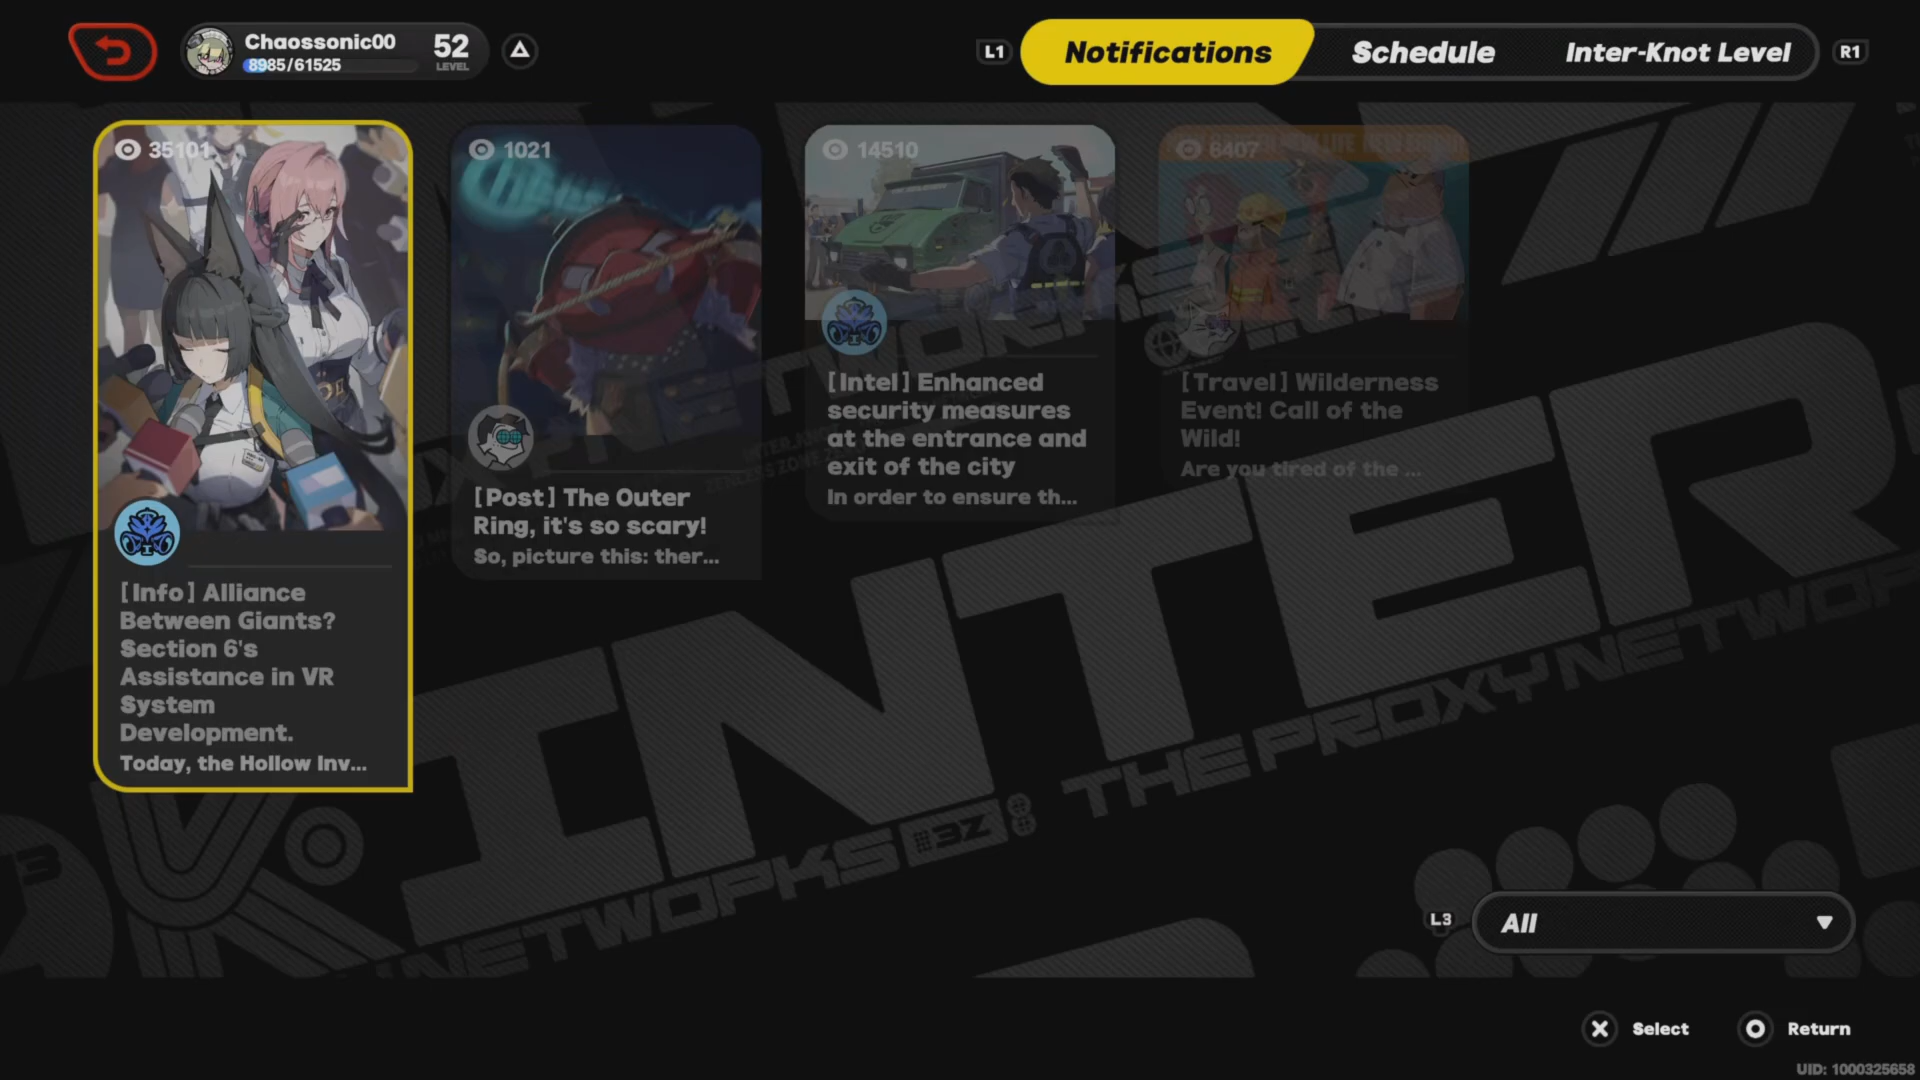 Chaossonic00
8985/61525
52
LEVEL
L1
Notifications
Schedule
Inter-Knot Level
R1
35101
[Info] Alliance
Between Giants?
Section 6's
Assistance in VR
System
Development.
Today, the Hollow Inv...
1021
[Post] The Outer
Ring, it's so scary!
So, picture this: ther...
14510
[Intel] Enhanced
security measures
at the entrance and
exit of the city
In order to ensure th...
6407
[Travel] Wilderness
Event! Call of the
Wild!
Are you tired of the ...
INTER
THE PROXY NETWORK
NETWORKS
L3
All
Select
Return
UID: 1000325658